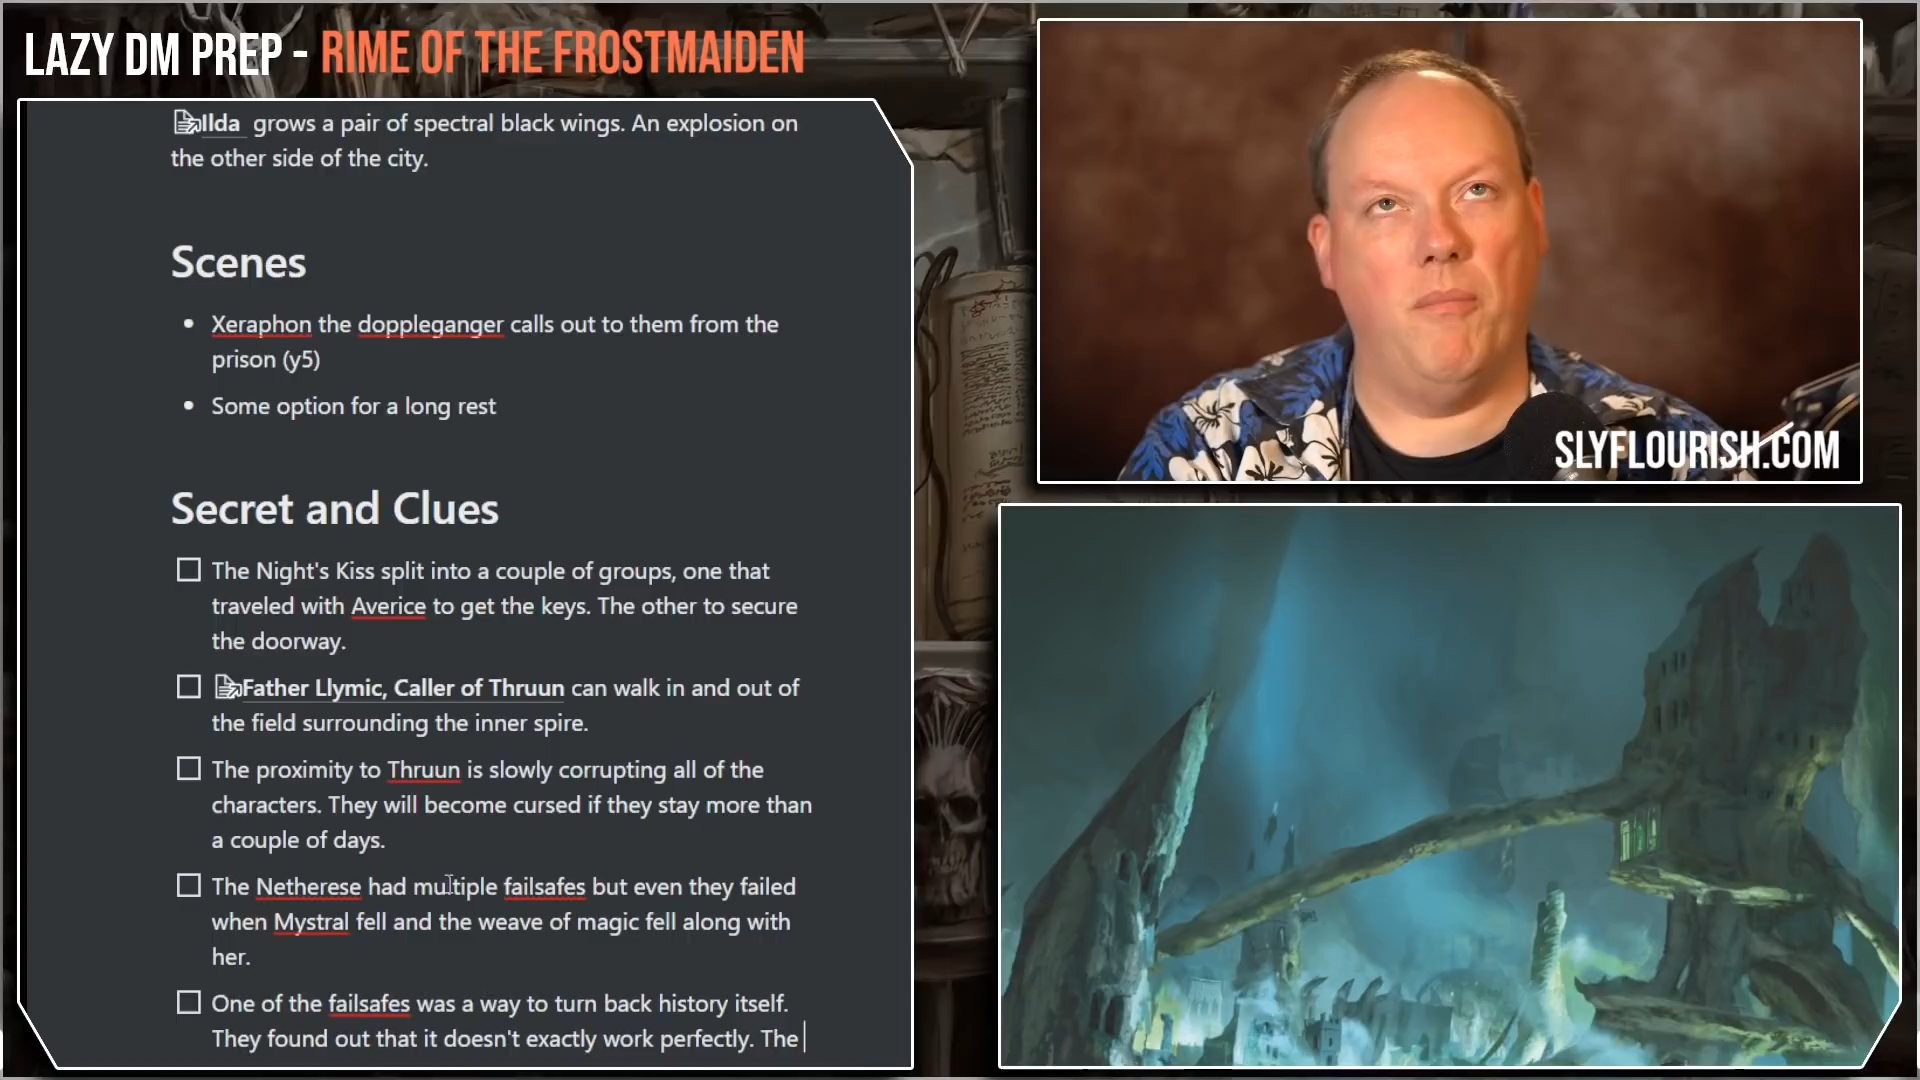 LAZY DM PREP - RIME OF THE FROSTMAIDEN
Ilda grows a pair of spectral black wings. An explosion on
the other side of the city.
Scenes
Xeraphon the doppleganger calls out to them from the
prison (y5)
Some option for a long rest
Secret and Clues
The Night's Kiss split into a couple of groups, one that
traveled with Averice to get the keys. The other to secure
the doorway.
Father Llymic, Caller of Thruun can walk in and out of
the field surrounding the inner spire.
The proximity to Thruun is slowly corrupting all of the
characters. They will become cursed if they stay more than
a couple of days.
The Netherese had multiple failsafes but even they failed
when Mystral fell and the weave of magic fell along with
her.
One of the failsafes was a way to turn back history itself.
They found out that it doesn't exactly work perfectly. The
SLYFLOURISH.COM